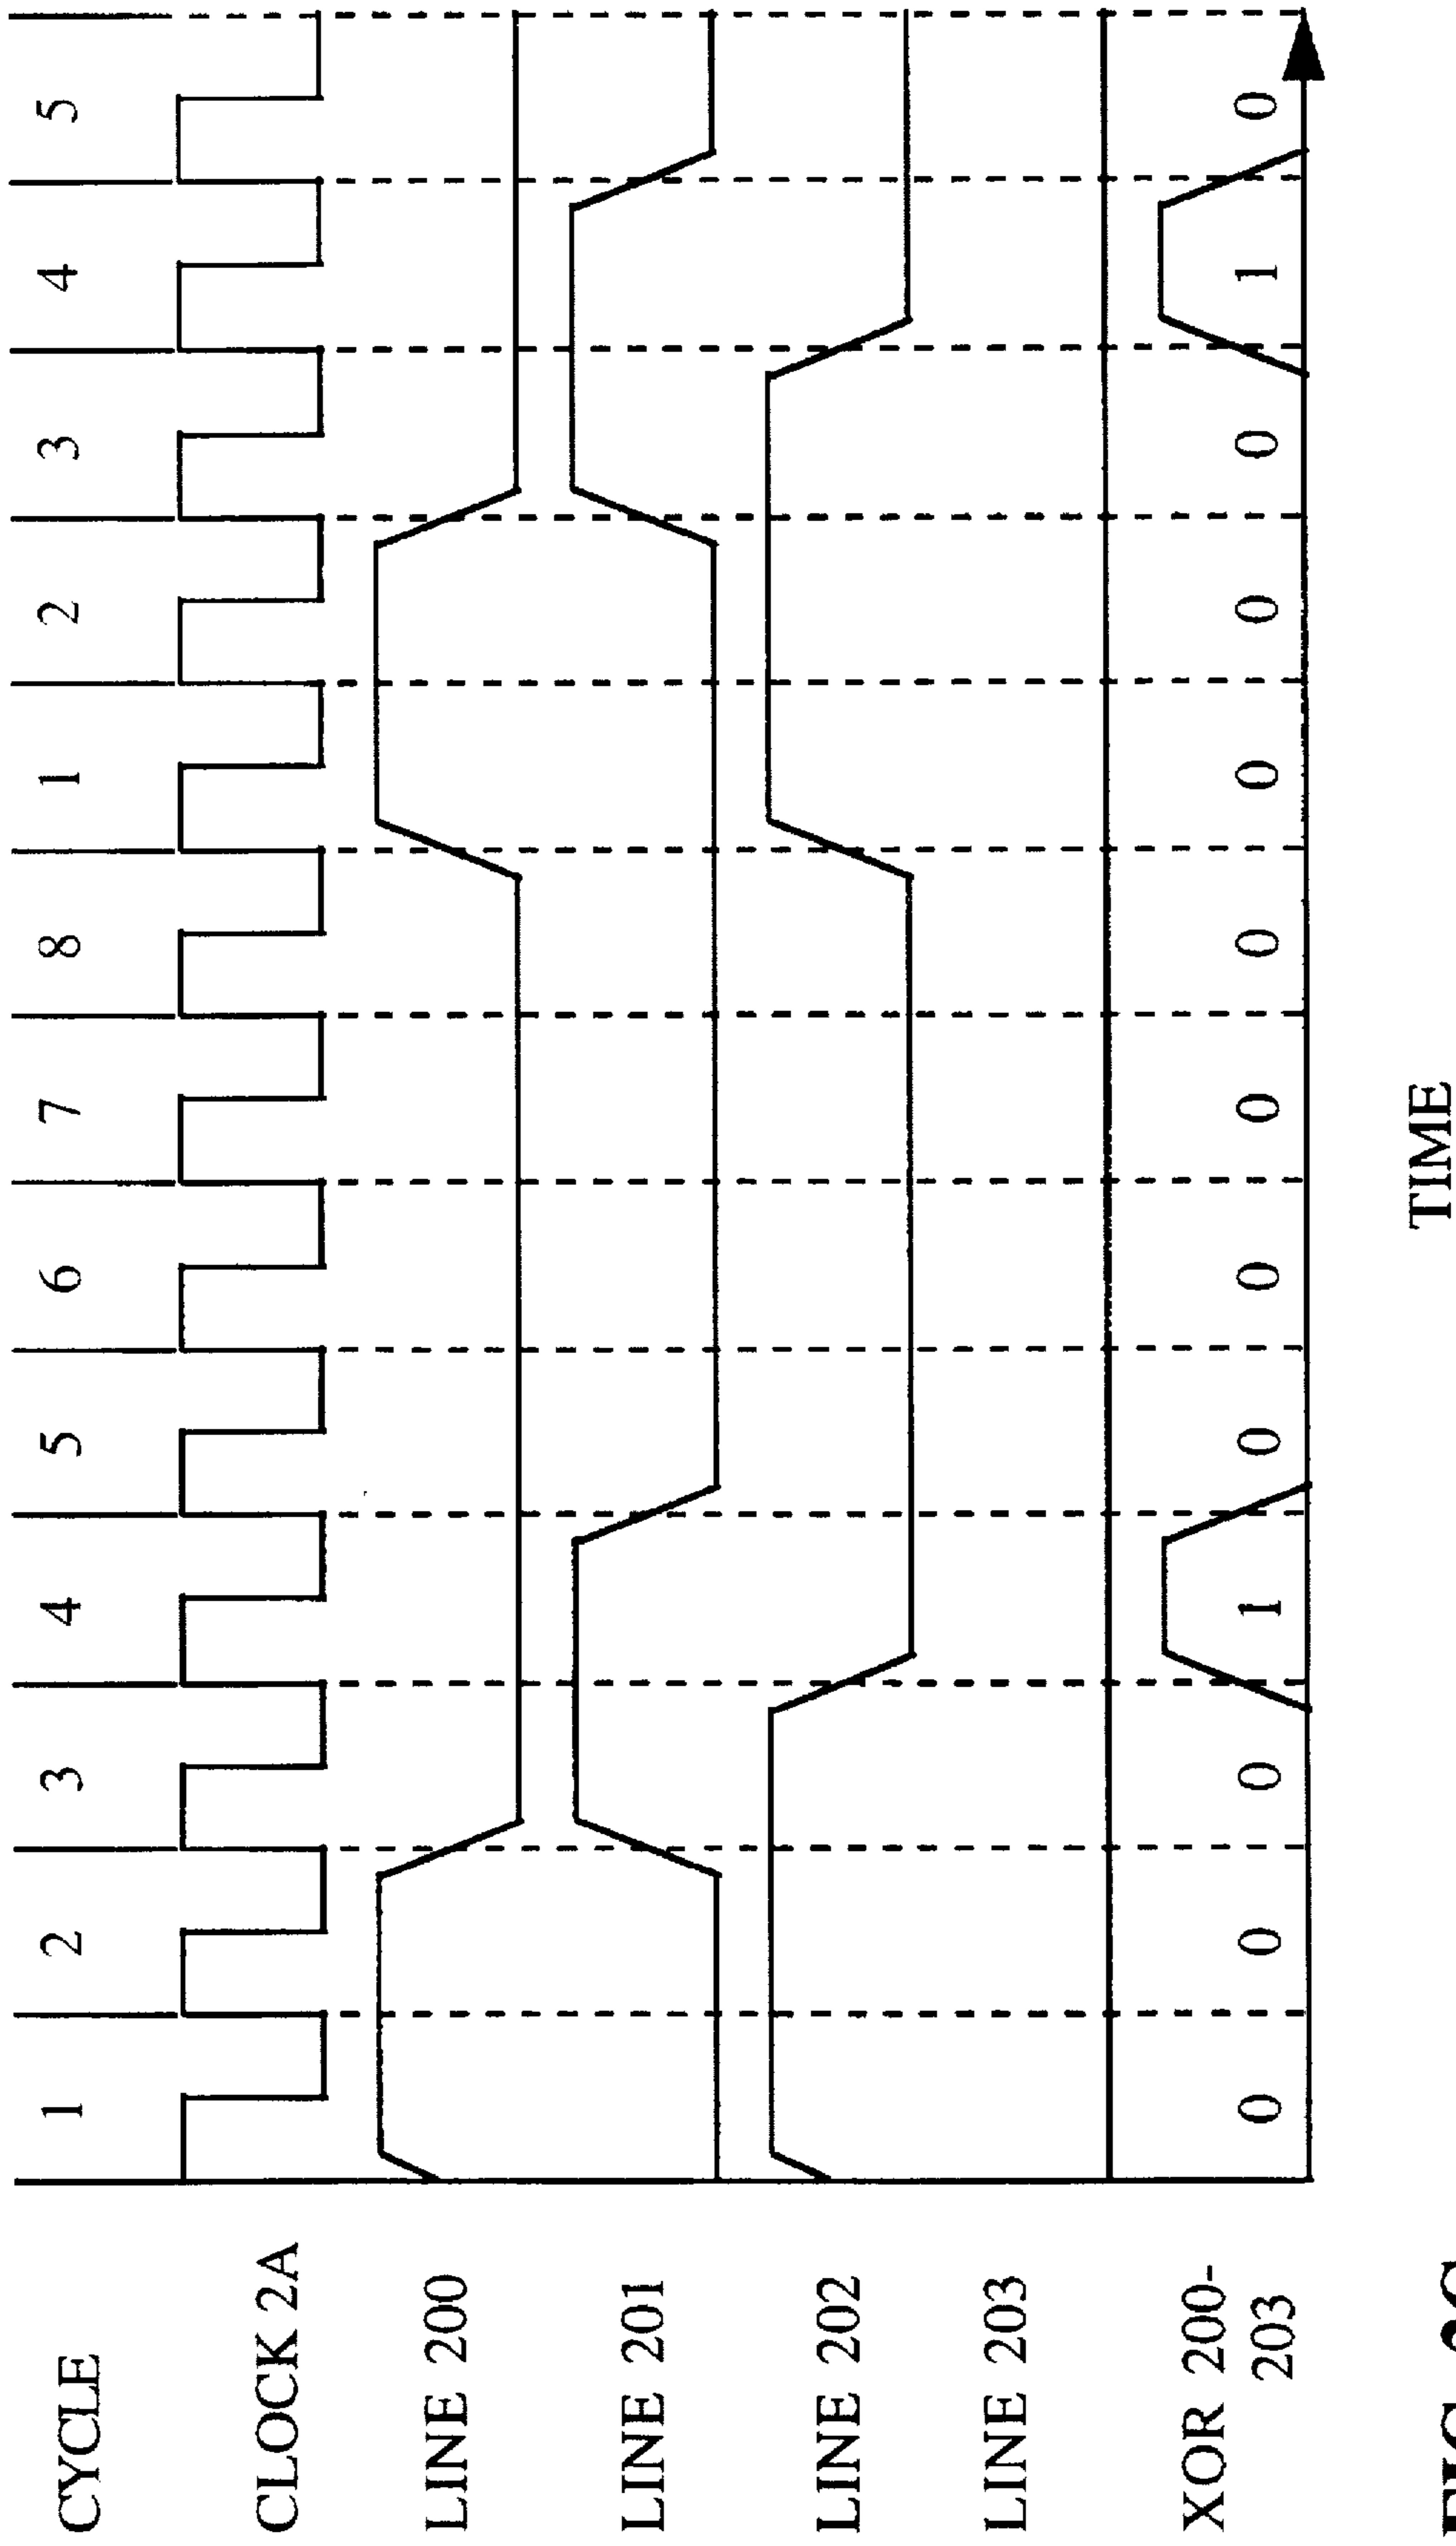 CYCLE 1 2 3 4 5 6 7 8 1 2 3 4 5
CLOCK 2A
LINE 200
LINE 201
LINE 202
LINE 203
XOR 200-
203
0 0 0 1 0 0 0 0 0 0 0 1 0
TIME